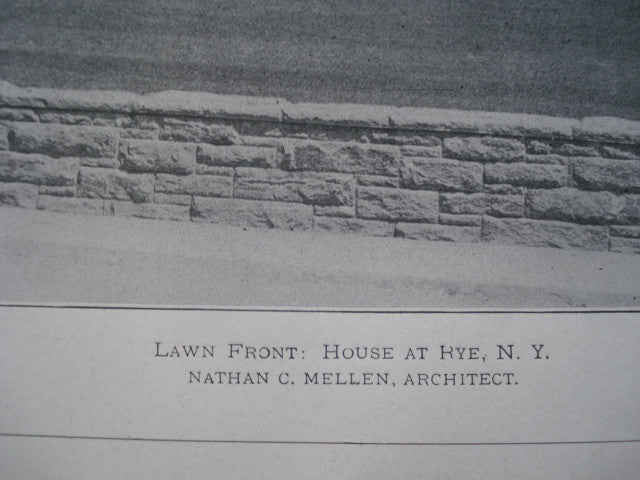 LAWN FRONT: HOUSE AT RYE, N. Y.
NATHAN C. MELLEN, ARCHITECT.